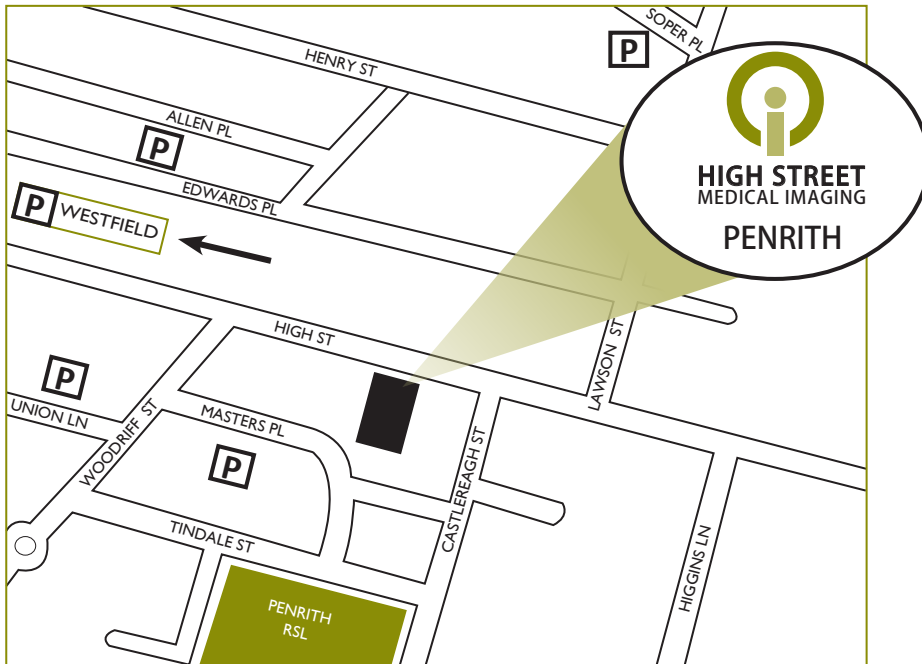 SOPER PL
P
HENRY ST
HIGH STREET
MEDICAL IMAGING
PENRITH
ALLEN PL
P
EDWARDS PL
P WESTFIELD
HIGH ST
LAWSON ST
P
UNION LN
WOODRIFF ST
MASTERS PL
P
CASTLEREAGH ST
TINDALE ST
HIGGINS LN
PENRITH
RSL